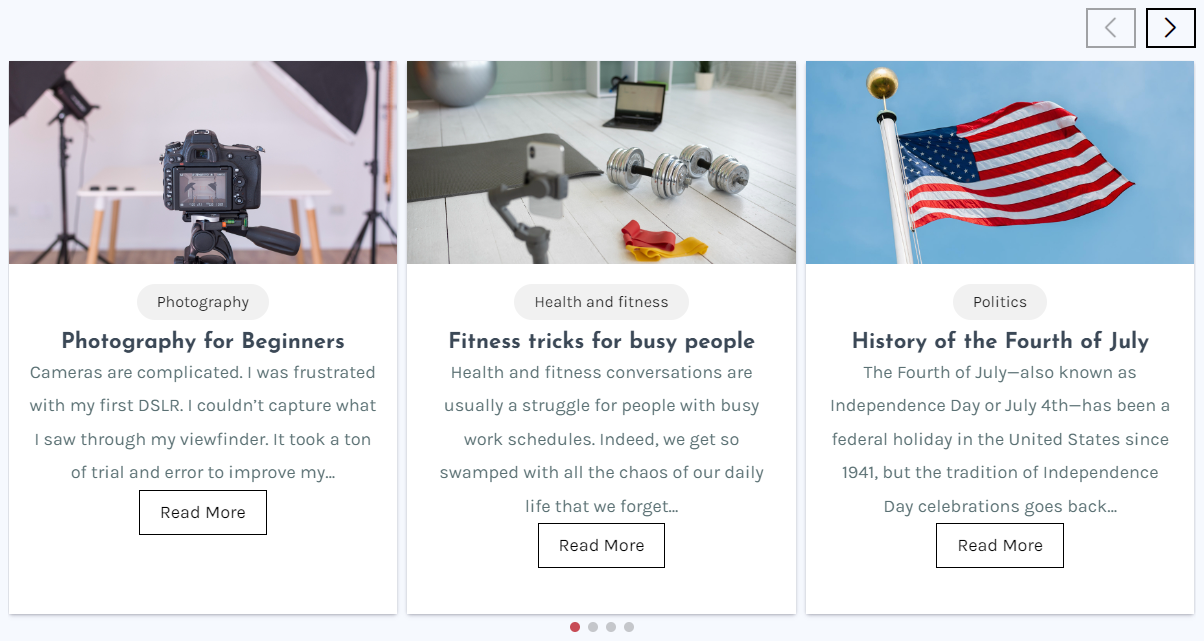 Photography
Photography for Beginners
Cameras are complicated. I was frustrated
with my first DSLR. I couldn’t capture what
I saw through my viewfinder. It took a ton
of trial and error to improve my...
Read More
Health and fitness
Fitness tricks for busy people
Health and fitness conversations are
usually a struggle for people with busy
work schedules. Indeed, we get so
swamped with all the chaos of our daily
life that we forget...
Read More
Politics
History of the Fourth of July
The Fourth of July—also known as
Independence Day or July 4th—has been a
federal holiday in the United States since
1941, but the tradition of Independence
Day celebrations goes back...
Read More